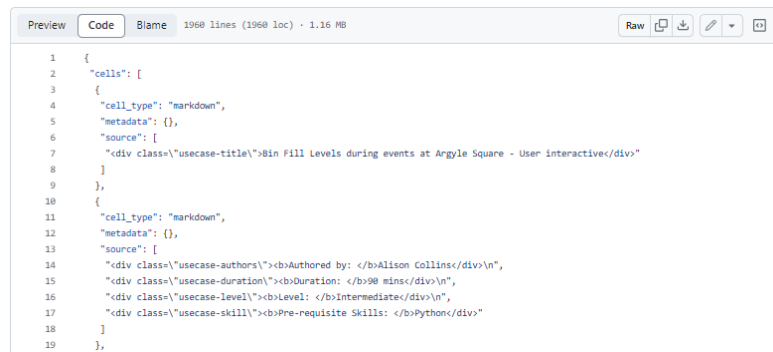 Preview Code Blame 1960 lines (1960 loc) · 1.16 MB Raw
1 {
2 "cells": [
3 {
4 "cell_type": "markdown",
5 "metadata": {},
6 "source": [
7 "<div class=\"usecase-title\">Bin Fill Levels during events at Argyle Square - User interactive</div>"
8 ]
9 },
10 {
11 "cell_type": "markdown",
12 "metadata": {},
13 "source": [
14 "<div class=\"usecase-authors\"><b>Authored by: </b>Alison Collins</div>\n",
15 "<div class=\"usecase-duration\"><b>Duration: </b>90 mins</div>\n",
16 "<div class=\"usecase-level\"><b>Level: </b>Intermediate</div>\n",
17 "<div class=\"usecase-skill\"><b>Pre-requisite Skills: </b>Python</div>"
18 ]
19 },